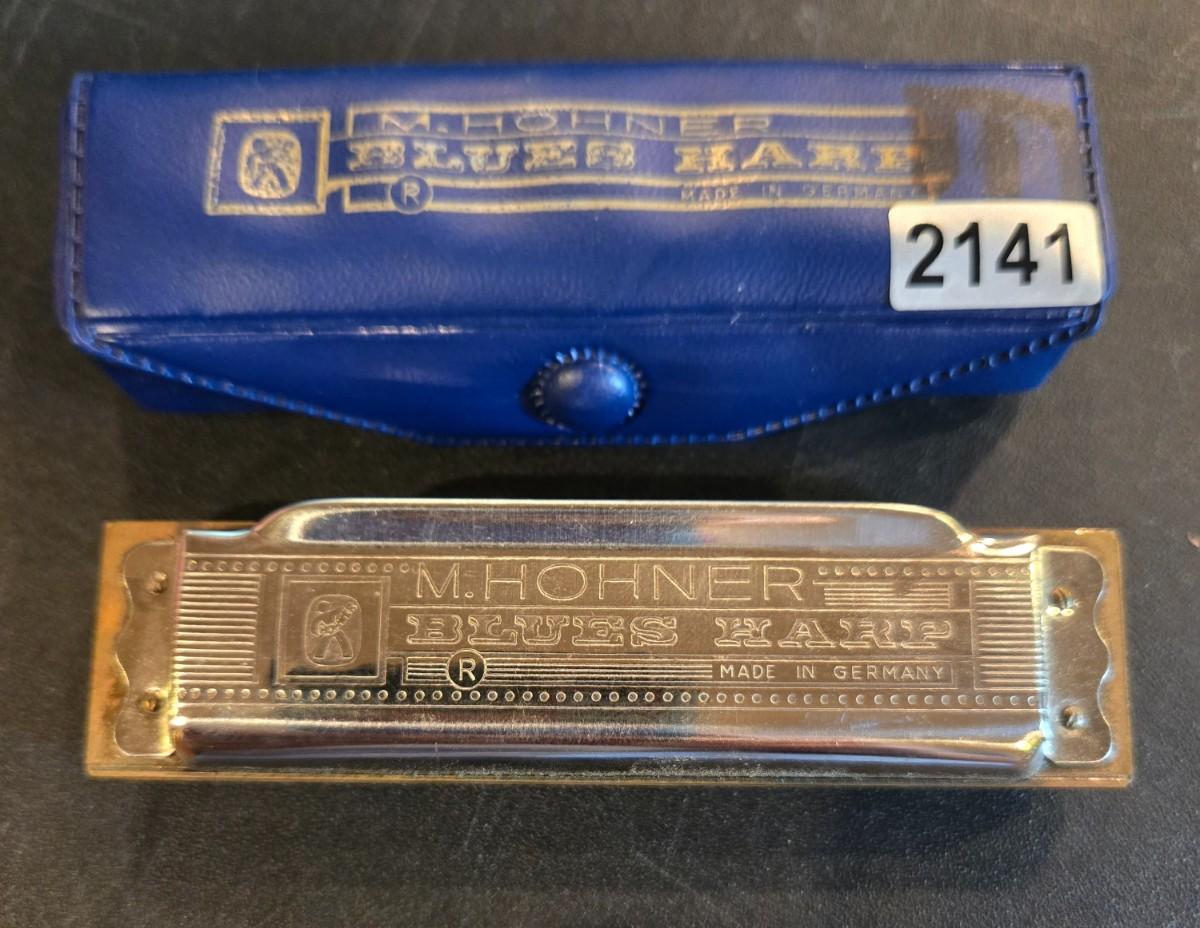 M. HOHNER
BLUES HARP
®
MADE IN GERMANY
2141
M. HOHNER
BLUES HARP
®
MADE IN GERMANY